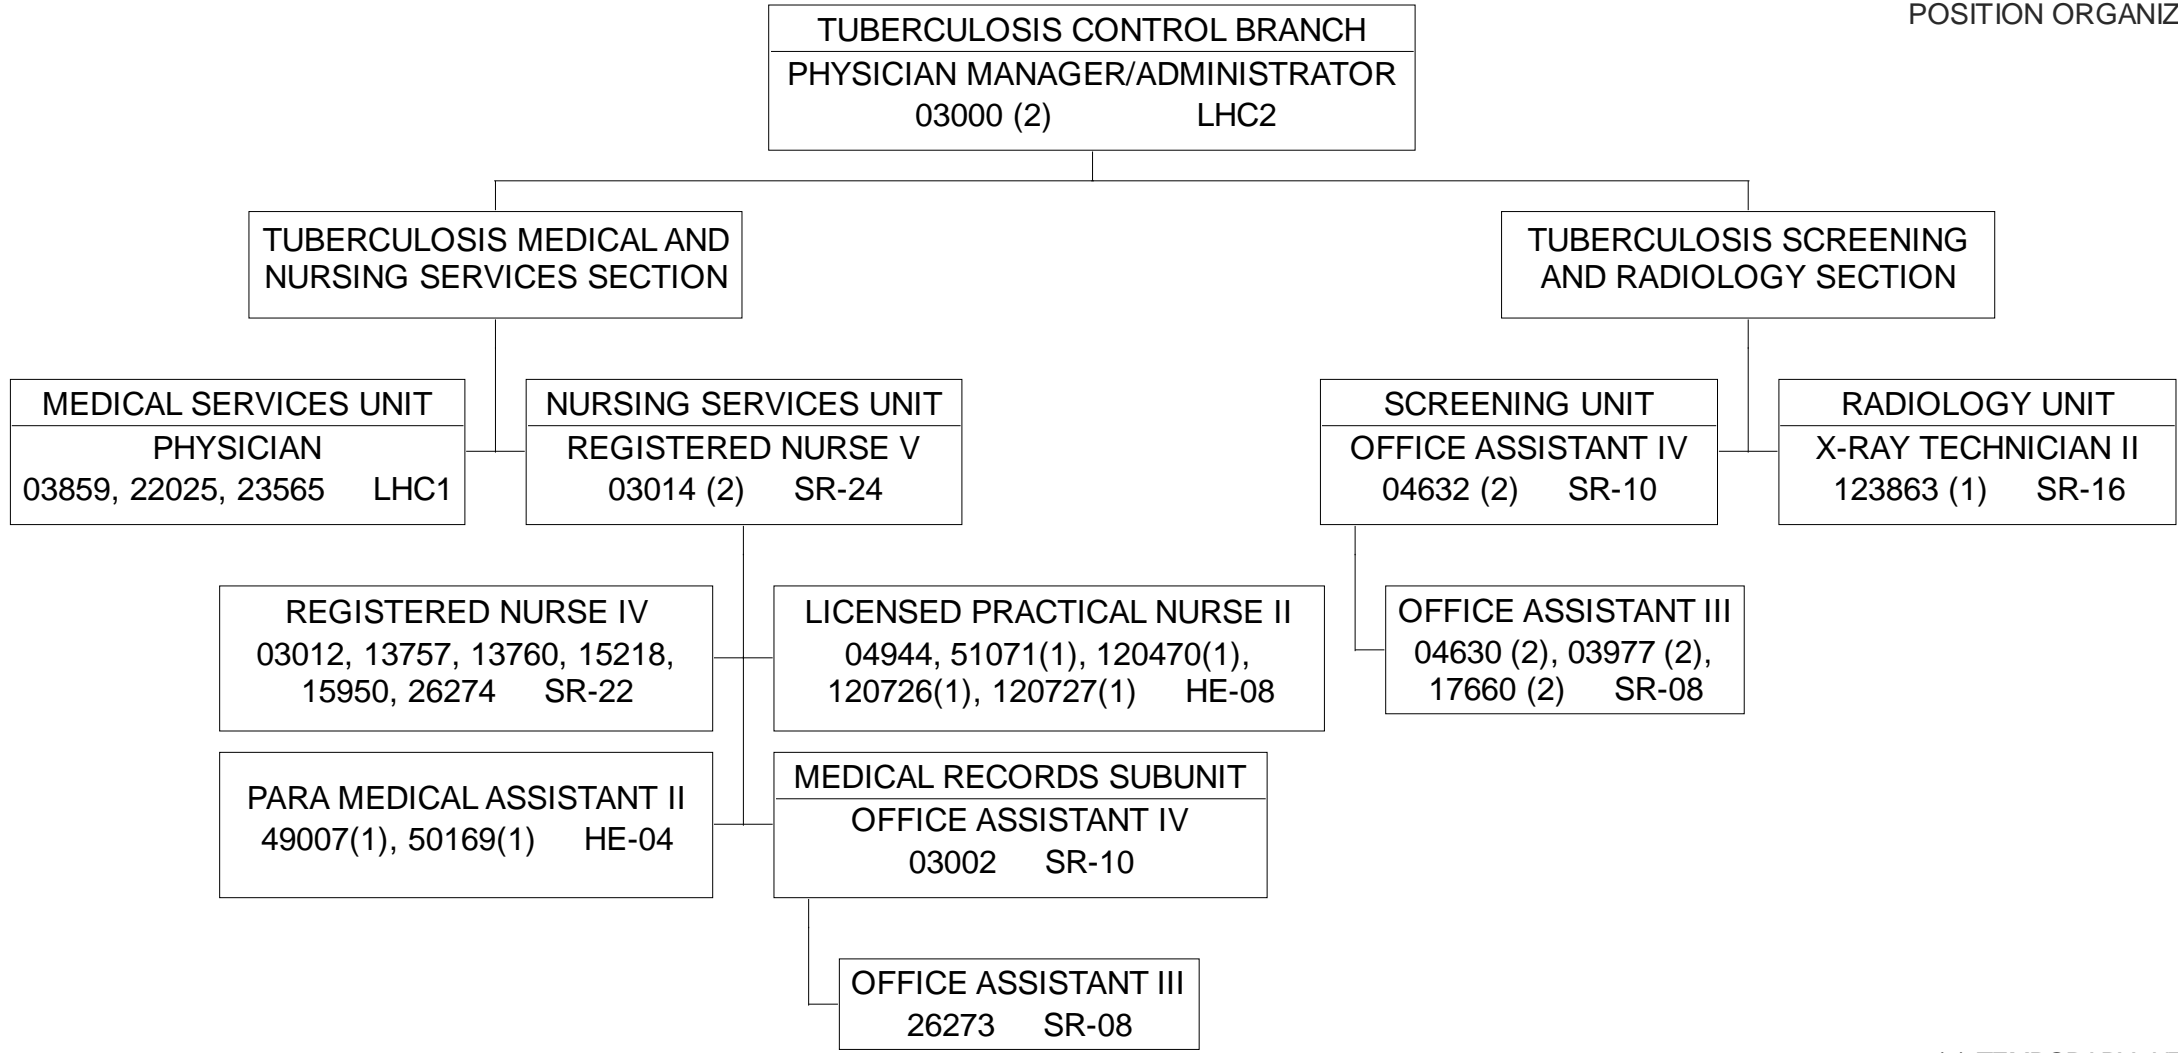 POSITION ORGANIZ
TUBERCULOSIS CONTROL BRANCH
PHYSICIAN MANAGER/ADMINISTRATOR
03000 (2) LHC2
TUBERCULOSIS MEDICAL AND
NURSING SERVICES SECTION
TUBERCULOSIS SCREENING
AND RADIOLOGY SECTION
MEDICAL SERVICES UNIT
PHYSICIAN
03859, 22025, 23565 LHC1
NURSING SERVICES UNIT
REGISTERED NURSE V
03014 (2) SR-24
SCREENING UNIT
OFFICE ASSISTANT IV
04632 (2) SR-10
RADIOLOGY UNIT
X-RAY TECHNICIAN II
123863 (1) SR-16
REGISTERED NURSE IV
03012, 13757, 13760, 15218,
15950, 26274 SR-22
LICENSED PRACTICAL NURSE II
04944, 51071(1), 120470(1),
120726(1), 120727(1) HE-08
OFFICE ASSISTANT III
04630 (2), 03977 (2),
17660 (2) SR-08
PARA MEDICAL ASSISTANT II
49007(1), 50169(1) HE-04
MEDICAL RECORDS SUBUNIT
OFFICE ASSISTANT IV
03002 SR-10
OFFICE ASSISTANT III
26273 SR-08